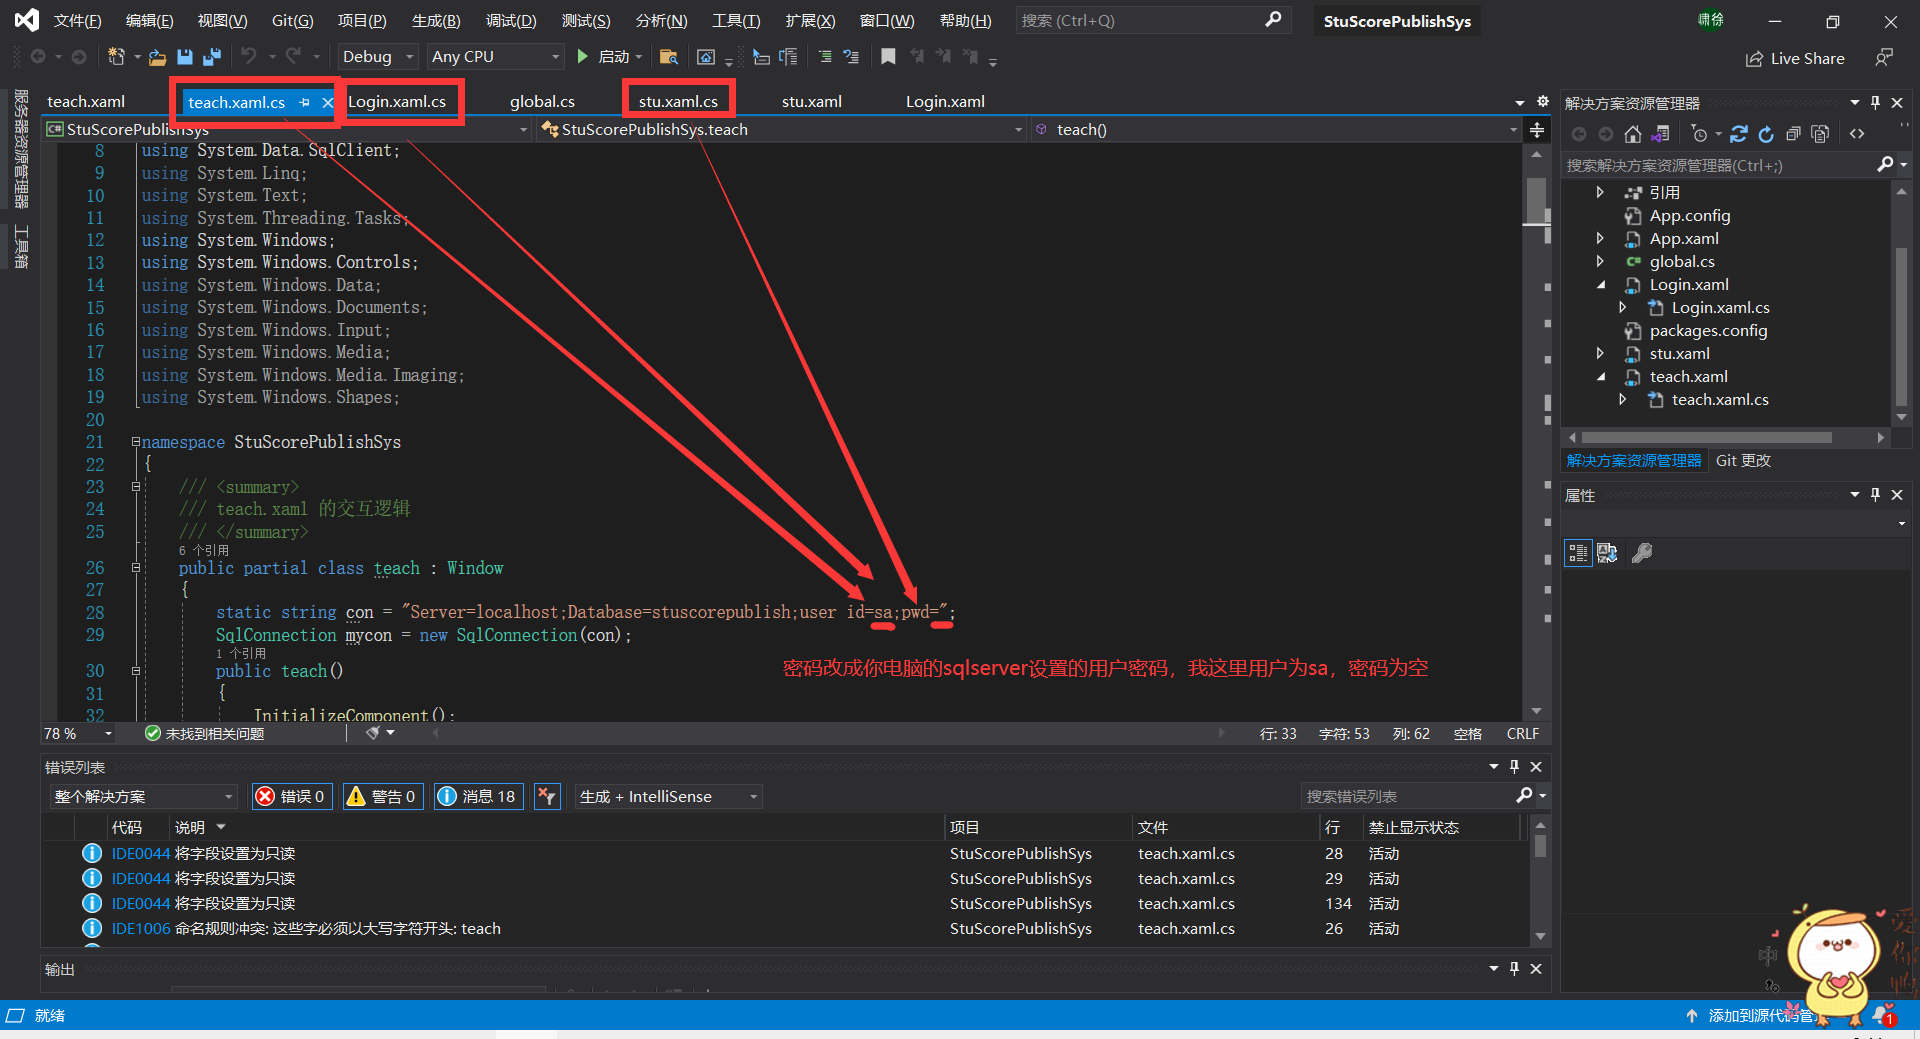 文件(F) 编辑(E) 视图(V) Git(G) 项目(P) 生成(B) 调试(D) 测试(S) 分析(N) 工具(T) 扩展(X) 窗口(W) 帮助(H) 搜索 (Ctrl+Q) StuScorePublishSys 肅徐
Debug Any CPU 启动 Live Share
服务器资源管理器
工具箱
teach.xaml teach.xaml.cs Login.xaml.cs global.cs stu.xaml.cs stu.xaml Login.xaml
StuScorePublishSys StuScorePublishSys.teach teach()
8 using System.Data.SqlClient;
9 using System.Linq;
10 using System.Text;
11 using System.Threading.Tasks;
12 using System.Windows;
13 using System.Windows.Controls;
14 using System.Windows.Data;
15 using System.Windows.Documents;
16 using System.Windows.Input;
17 using System.Windows.Media;
18 using System.Windows.Media.Imaging;
19 using System.Windows.Shapes;
20
21 namespace StuScorePublishSys
22 {
23 /// <summary>
24 /// teach.xaml 的交互逻辑
25 /// </summary>
6 个引用
26 public partial class teach : Window
27 {
28 static string con = "Server=localhost;Database=stuscorepublish;user id=sa;pwd=";
29 SqlConnection mycon = new SqlConnection(con);
1 个引用
30 public teach()
31 {
32 InitializeComponent();
密码改成你电脑的sqlserver设置的用户密码，我这里用户为sa，密码为空
78 % 未找到相关问题 行: 33 字符: 53 列: 62 空格 CRLF
错误列表
整个解决方案 错误 0 警告 0 消息 18 生成 + IntelliSense 搜索错误列表
代码 说明 项目 文件 行 禁止显示状态
IDE0044 将字段设置为只读 StuScorePublishSys teach.xaml.cs 28 活动
IDE0044 将字段设置为只读 StuScorePublishSys teach.xaml.cs 29 活动
IDE0044 将字段设置为只读 StuScorePublishSys teach.xaml.cs 134 活动
IDE1006 命名规则冲突: 这些字必须以大写字符开头: teach StuScorePublishSys teach.xaml.cs 26 活动
输出
解决方案资源管理器
搜索解决方案资源管理器(Ctrl+;)
引用
App.config
App.xaml
global.cs
Login.xaml
Login.xaml.cs
packages.config
stu.xaml
teach.xaml
teach.xaml.cs
解决方案资源管理器 Git 更改
属性
就绪 添加到源代码管 1